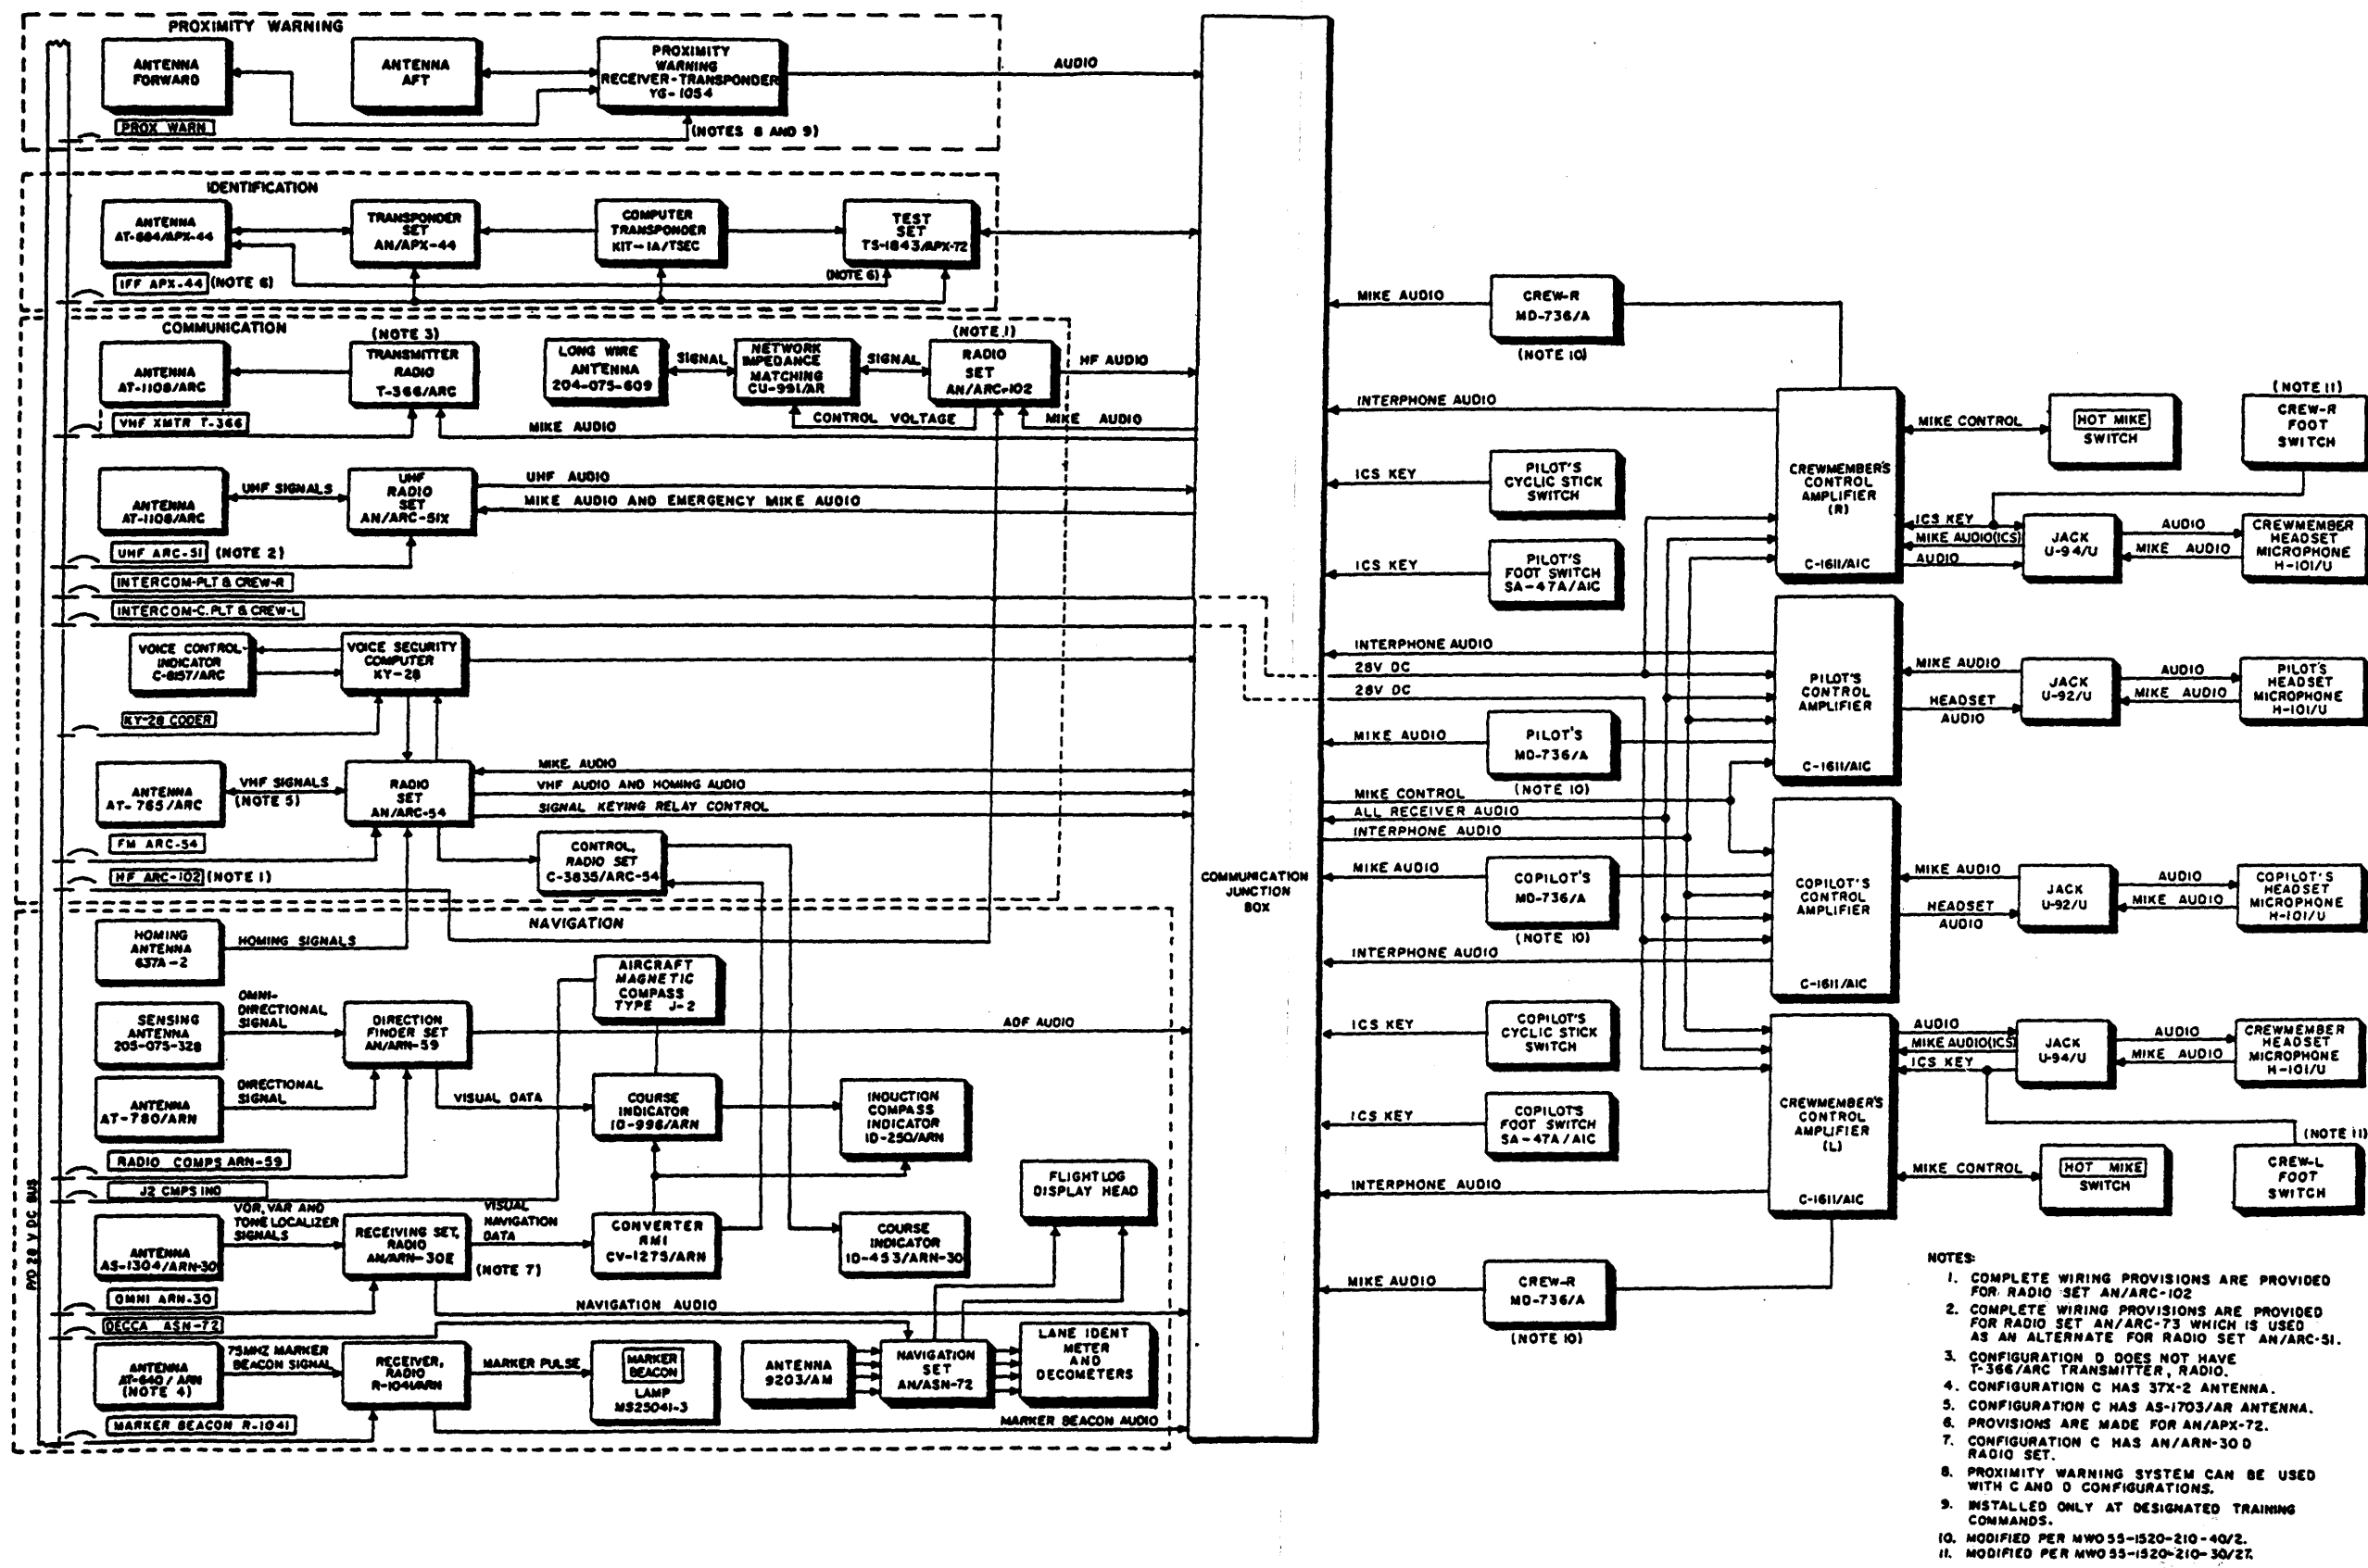 PROXIMITY WARNING
ANTENNA
FORWARD
ANTENNA
AFT
PROXIMITY
WARNING
RECEIVER-TRANSPONDER
YG-1054
AUDIO
PROX WARN
(NOTES 8 AND 9)
IDENTIFICATION
ANTENNA
AT-884/APX-44
TRANSPONDER
SET
AN/APX-44
COMPUTER
TRANSPONDER
KIT-1A/TSEC
TEST
SET
TS-1843/APX-72
IFF APX-44 (NOTE 6)
(NOTE 6)
COMMUNICATION
(NOTE 3)
(NOTE 1)
ANTENNA
AT-1108/ARC
TRANSMITTER
RADIO
T-366/ARC
LONG WIRE
ANTENNA
204-075-609
SIGNAL
NETWORK
IMPEDANCE
MATCHING
CU-991/AR
SIGNAL
RADIO
SET
AN/ARC-102
HF AUDIO
VHF XMTR T-366
CONTROL VOLTAGE
MIKE AUDIO
MIKE AUDIO
ANTENNA
AT-1108/ARC
UHF SIGNALS
UHF
RADIO
SET
AN/ARC-51X
UHF AUDIO
MIKE AUDIO AND EMERGENCY MIKE AUDIO
UHF ARC-51 (NOTE 2)
INTERCOM-PLT & CREW-R
INTERCOM-C.PLT & CREW-L
VOICE CONTROL-
INDICATOR
C-8157/ARC
VOICE SECURITY
COMPUTER
KY-28
KY-28 CODER
ANTENNA
AT-765/ARC
VHF SIGNALS
(NOTE 5)
RADIO
SET
AN/ARC-54
MIKE AUDIO
VHF AUDIO AND HOMING AUDIO
SIGNAL KEYING RELAY CONTROL
FM ARC-54
CONTROL,
RADIO SET
C-3835/ARC-54
HF ARC-102 (NOTE 1)
NAVIGATION
HOMING
ANTENNA
637A-2
HOMING SIGNALS
AIRCRAFT
MAGNETIC
COMPASS
TYPE J-2
SENSING
ANTENNA
205-075-328
OMNI-
DIRECTIONAL
SIGNAL
DIRECTION
FINDER SET
AN/ARN-59
ADF AUDIO
ANTENNA
AT-780/ARN
DIRECTIONAL
SIGNAL
VISUAL DATA
COURSE
INDICATOR
ID-998/ARN
INDUCTION
COMPASS
INDICATOR
ID-250/ARN
RADIO COMPS ARN-59
J2 CMPS IND
FLIGHT LOG
DISPLAY HEAD
P/O 28 V DC BUS
ANTENNA
AS-1304/ARN-30
VOR, VAR AND
TONE LOCALIZER
SIGNALS
RECEIVING SET,
RADIO
AN/ARN-30E
VISUAL
NAVIGATION
DATA
(NOTE 7)
CONVERTER
RMI
CV-1275/ARN
COURSE
INDICATOR
ID-453/ARN-30
OMNI ARN-30
NAVIGATION AUDIO
DECCA ASN-72
ANTENNA
AT-640/ARN
(NOTE 4)
75MHZ MARKER
BEACON SIGNAL
RECEIVER,
RADIO
R-1041/ARN
MARKER PULSE
MARKER
BEACON
LAMP
MS25041-3
ANTENNA
9203/AM
NAVIGATION
SET
AN/ASN-72
LANE IDENT
METER
AND
DECOMETERS
MARKER BEACON R-1041
MARKER BEACON AUDIO
COMMUNICATION
JUNCTION
BOX
MIKE AUDIO
CREW-R
MD-736/A
(NOTE 10)
INTERPHONE AUDIO
ICS KEY
PILOT'S
CYCLIC STICK
SWITCH
ICS KEY
PILOT'S
FOOT SWITCH
SA-47A/AIC
INTERPHONE AUDIO
28V DC
28V DC
MIKE AUDIO
PILOT'S
MD-736/A
(NOTE 10)
MIKE CONTROL
ALL RECEIVER AUDIO
INTERPHONE AUDIO
MIKE AUDIO
COPILOT'S
MD-736/A
(NOTE 10)
INTERPHONE AUDIO
ICS KEY
COPILOT'S
CYCLIC STICK
SWITCH
ICS KEY
COPILOT'S
FOOT SWITCH
SA-47A/AIC
INTERPHONE AUDIO
MIKE AUDIO
CREW-R
MD-736/A
(NOTE 10)
CREWMEMBER'S
CONTROL
AMPLIFIER
(R)
C-1611/AIC
MIKE CONTROL
HOT MIKE
SWITCH
(NOTE 11)
CREW-R
FOOT
SWITCH
ICS KEY
MIKE AUDIO(ICS)
AUDIO
JACK
U-94/U
AUDIO
MIKE AUDIO
CREWMEMBER
HEADSET
MICROPHONE
H-101/U
PILOT'S
CONTROL
AMPLIFIER
C-1611/AIC
MIKE AUDIO
HEADSET
AUDIO
JACK
U-92/U
AUDIO
MIKE AUDIO
PILOT'S
HEADSET
MICROPHONE
H-101/U
COPILOT'S
CONTROL
AMPLIFIER
C-1611/AIC
MIKE AUDIO
HEADSET
AUDIO
JACK
U-92/U
AUDIO
MIKE AUDIO
COPILOT'S
HEADSET
MICROPHONE
H-101/U
CREWMEMBER'S
CONTROL
AMPLIFIER
(L)
C-1611/AIC
AUDIO
MIKE AUDIO(ICS)
ICS KEY
JACK
U-94/U
AUDIO
MIKE AUDIO
CREWMEMBER
HEADSET
MICROPHONE
H-101/U
MIKE CONTROL
HOT MIKE
SWITCH
(NOTE 11)
CREW-L
FOOT
SWITCH
NOTES:
1. COMPLETE WIRING PROVISIONS ARE PROVIDED
FOR RADIO SET AN/ARC-102
2. COMPLETE WIRING PROVISIONS ARE PROVIDED
FOR RADIO SET AN/ARC-73 WHICH IS USED
AS AN ALTERNATE FOR RADIO SET AN/ARC-51.
3. CONFIGURATION D DOES NOT HAVE
T-366/ARC TRANSMITTER, RADIO.
4. CONFIGURATION C HAS 37X-2 ANTENNA.
5. CONFIGURATION C HAS AS-1703/AR ANTENNA.
6. PROVISIONS ARE MADE FOR AN/APX-72.
7. CONFIGURATION C HAS AN/ARN-30D
RADIO SET.
8. PROXIMITY WARNING SYSTEM CAN BE USED
WITH C AND D CONFIGURATIONS.
9. INSTALLED ONLY AT DESIGNATED TRAINING
COMMANDS.
10. MODIFIED PER MWO 55-1520-210-40/2.
11. MODIFIED PER MWO 55-1520-210-30/27.